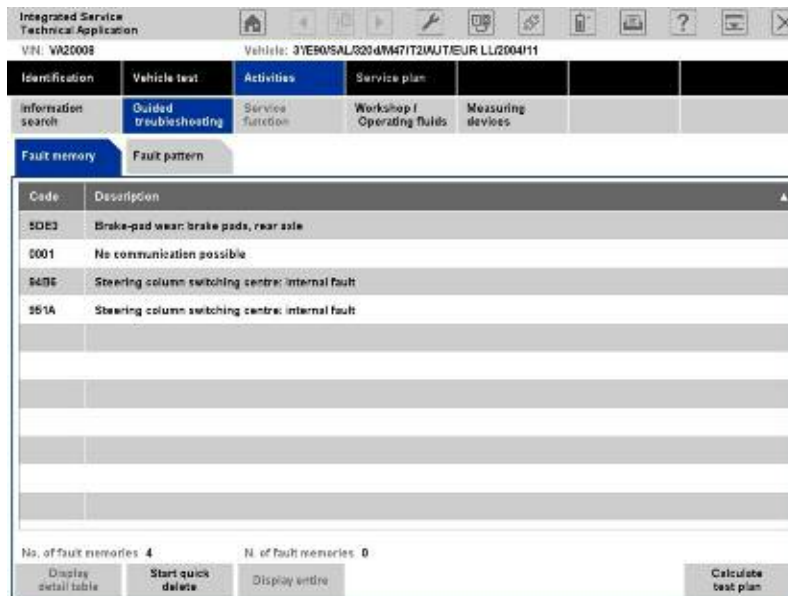 Integrated Service
Technical Application
VIN: VA20009
Vehicle: 3'/E90/SAL/320d/M47/T2/AUT/EUR LL/2004/11
Identification
Vehicle test
Activities
Service plan
Information
search
Guided
troubleshooting
Service
function
Workshop /
Operating fluids
Measuring
devices
Fault memory
Fault pattern
Code
Description
5DE3
Brake-pad wear: brake pads, rear axle
0001
No communication possible
94B6
Steering column switching centre: internal fault
951A
Steering column switching centre: internal fault
No. of fault memories 4
N. of fault memories 0
Display
detail table
Start quick
delete
Display entire
Calculate
test plan